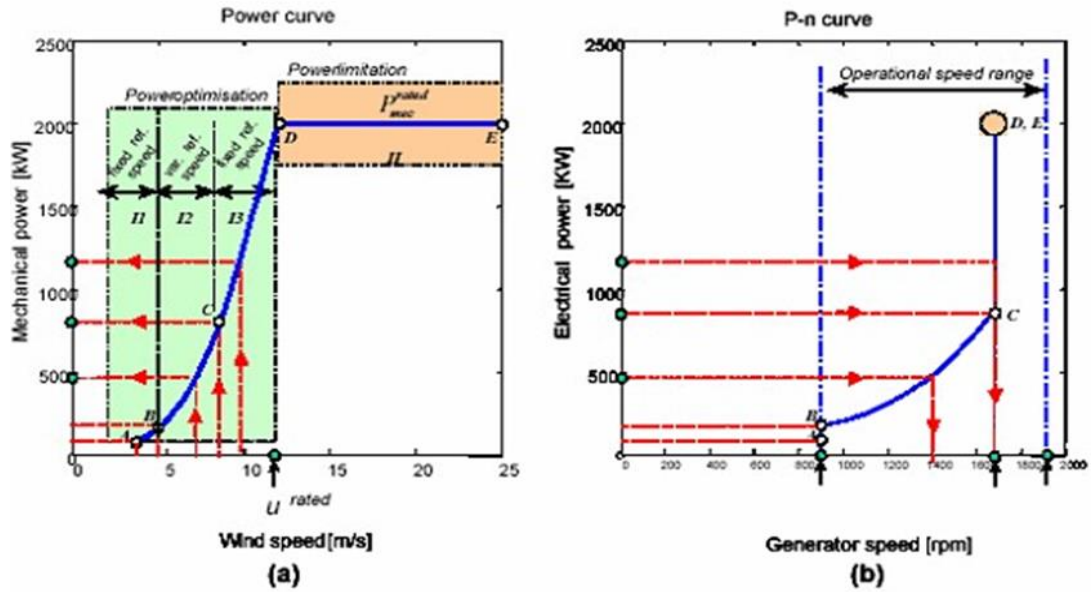 Power curve
2500
2000
1500
1000
500
0
Mechanical power [kW]
Powerlimitation
Poweroptimisation
P rated mec
fixed ref. speed
var. ref. speed
fixed ref. speed
I1
I2
I3
II
A
B
C
D
E
0
5
15
20
25
u rated
Wind speed [m/s]
(a)
P-n curve
2500
2000
1500
1000
500
0
Electrical power [kW]
Operational speed range
D, E
C
B
A
0
200
400
600
800
1000
1200
1400
1600
1800
2000
Generator speed [rpm]
(b)